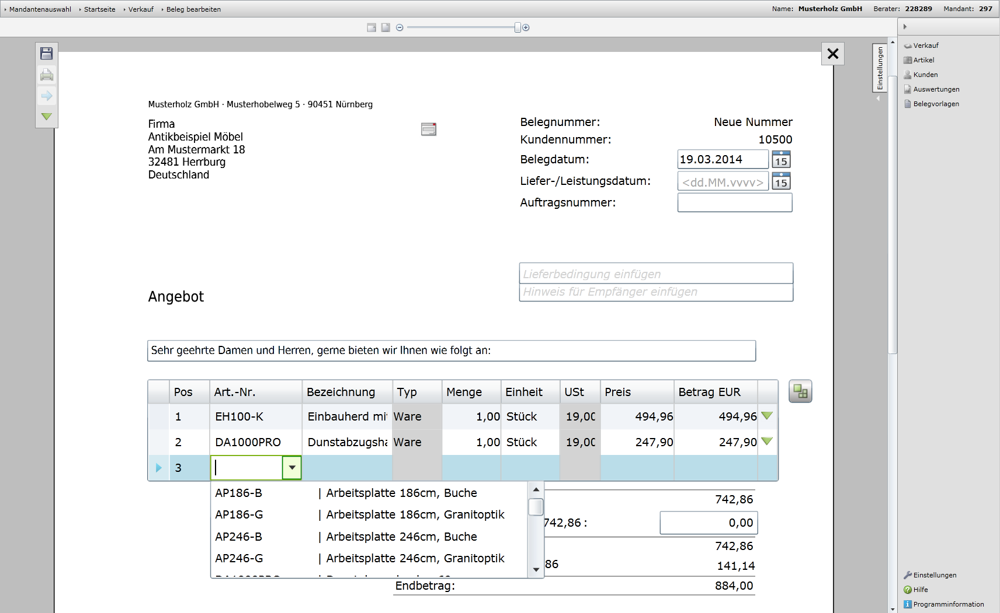 Mandantenauswahl Startseite Verkauf Beleg bearbeiten
Name: Musterholz GmbH Berater: 228289 Mandant: 297
Einstellungen
Verkauf
Artikel
Kunden
Auswertungen
Belegvorlagen
Musterholz GmbH · Musterhobelweg 5 · 90451 Nürnberg
Firma
Antikbeispiel Möbel
Am Mustermarkt 18
32481 Herrburg
Deutschland
Belegnummer: Neue Nummer
Kundennummer: 10500
Belegdatum: 19.03.2014 15
Liefer-/Leistungsdatum: <dd.MM.vvvv> 15
Auftragsnummer:
Lieferbedingung einfügen
Hinweis für Empfänger einfügen
Angebot
Sehr geehrte Damen und Herren, gerne bieten wir Ihnen wie folgt an:
Pos Art.-Nr. Bezeichnung Typ Menge Einheit USt Preis Betrag EUR
1 EH100-K Einbauherd mi Ware 1,00 Stück 19,00 494,96 494,96
2 DA1000PRO Dunstabzugsha Ware 1,00 Stück 19,00 247,90 247,90
3
AP186-B | Arbeitsplatte 186cm, Buche
AP186-G | Arbeitsplatte 186cm, Granitoptik
AP246-B | Arbeitsplatte 246cm, Buche
AP246-G | Arbeitsplatte 246cm, Granitoptik
742,86
742,86 : 0,00
742,86
86 141,14
Endbetrag: 884,00
Einstellungen
Hilfe
Programminformation